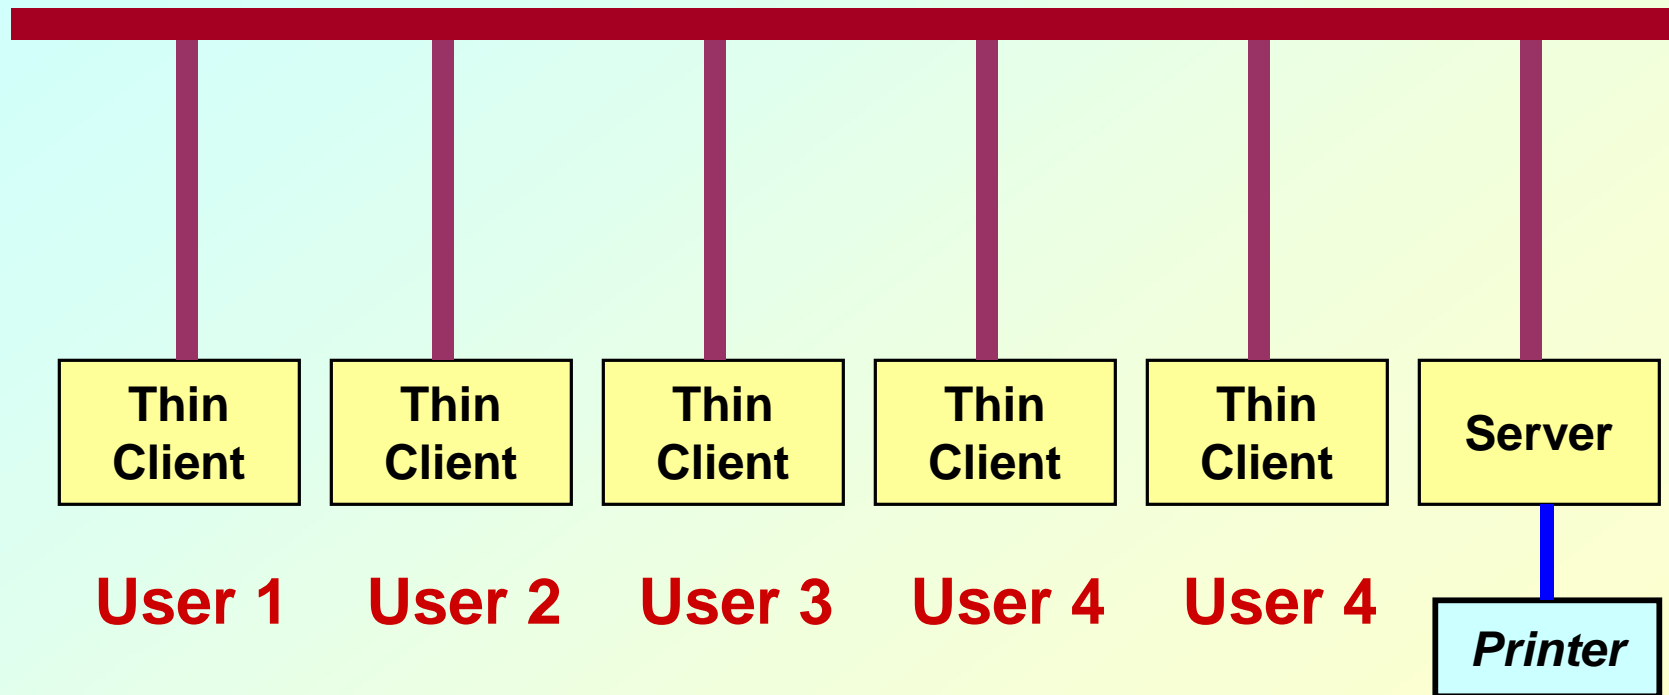 Thin
Client
Thin
Client
Thin
Client
Thin
Client
Thin
Client
Server
User 1
User 2
User 3
User 4
User 4
Printer